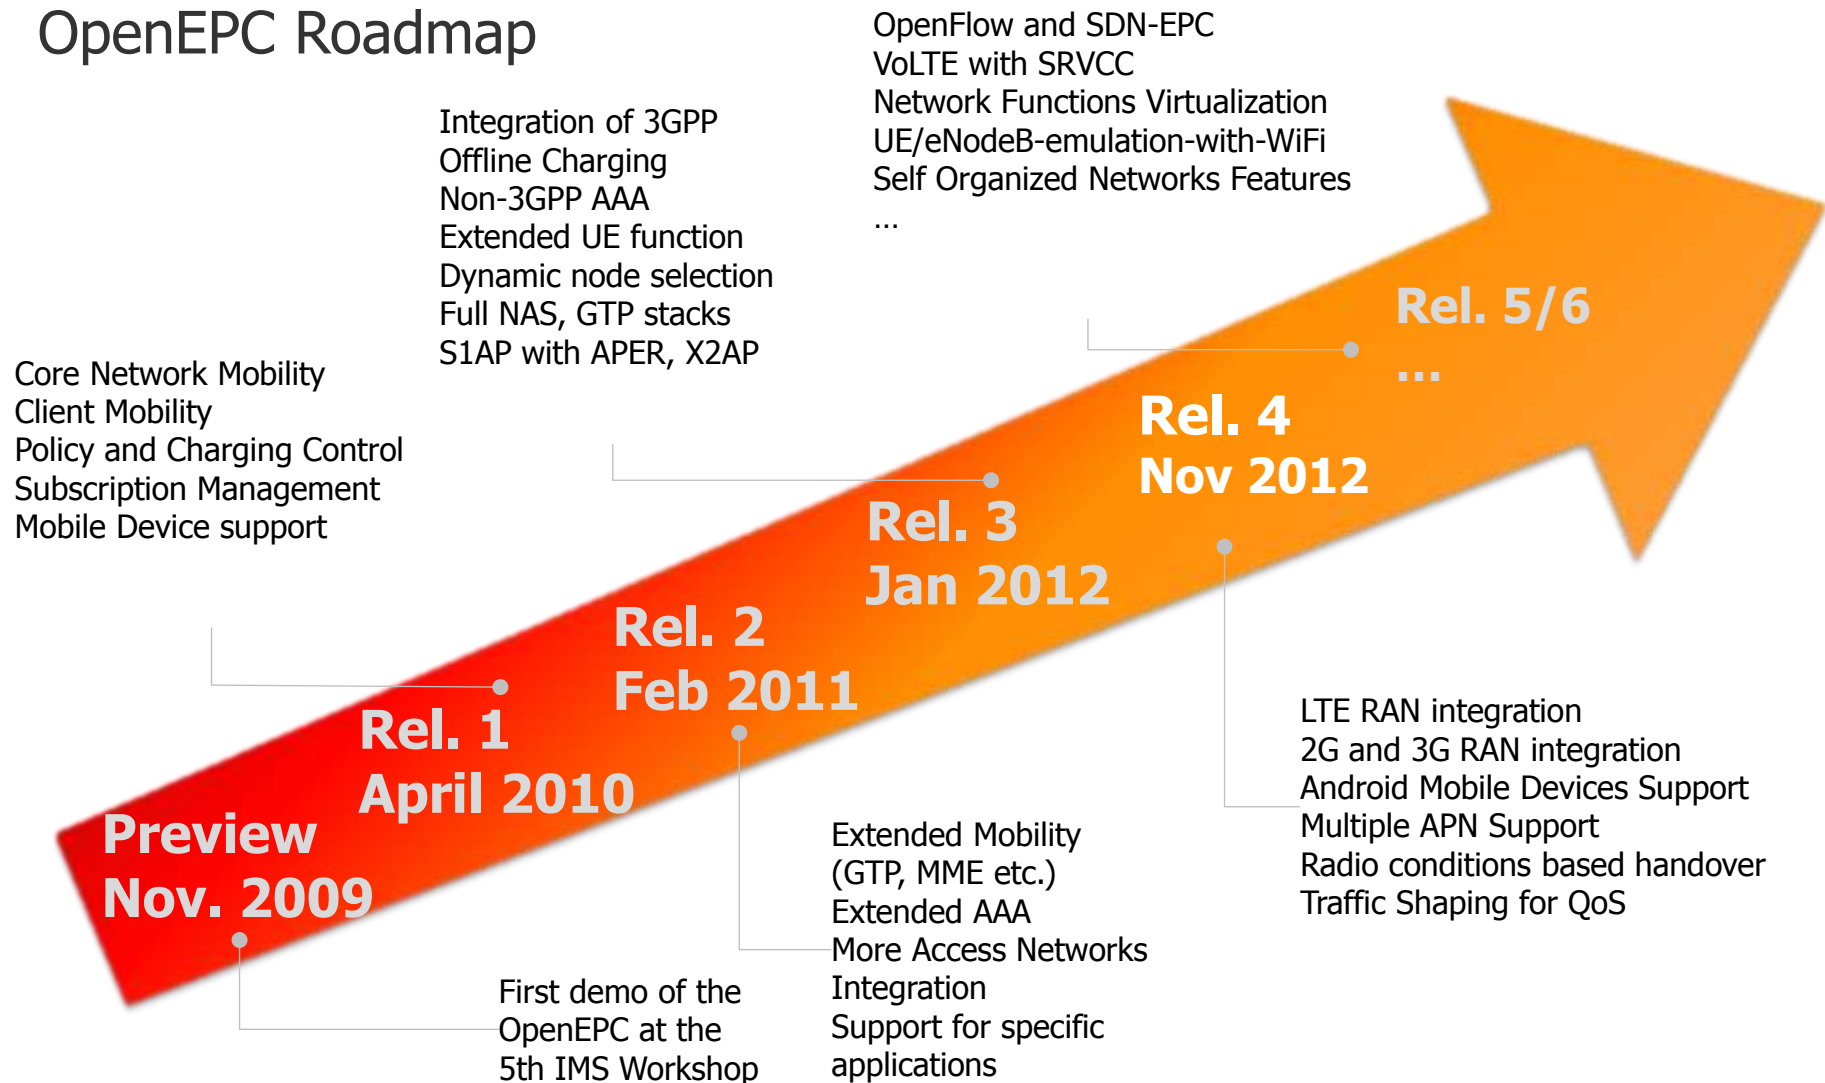 OpenEPC Roadmap
OpenFlow and SDN-EPC
VoLTE with SRVCC
Network Functions Virtualization
UE/eNodeB-emulation-with-WiFi
Self Organized Networks Features
...
Integration of 3GPP
Offline Charging
Non-3GPP AAA
Extended UE function
Dynamic node selection
Full NAS, GTP stacks
S1AP with APER, X2AP
Core Network Mobility
Client Mobility
Policy and Charging Control
Subscription Management
Mobile Device support
Rel. 5/6
...
Rel. 4
Nov 2012
Rel. 3
Jan 2012
Rel. 2
Feb 2011
Rel. 1
April 2010
Preview
Nov. 2009
LTE RAN integration
2G and 3G RAN integration
Android Mobile Devices Support
Multiple APN Support
Radio conditions based handover
Traffic Shaping for QoS
Extended Mobility
(GTP, MME etc.)
Extended AAA
More Access Networks
Integration
Support for specific
applications
First demo of the
OpenEPC at the
5th IMS Workshop